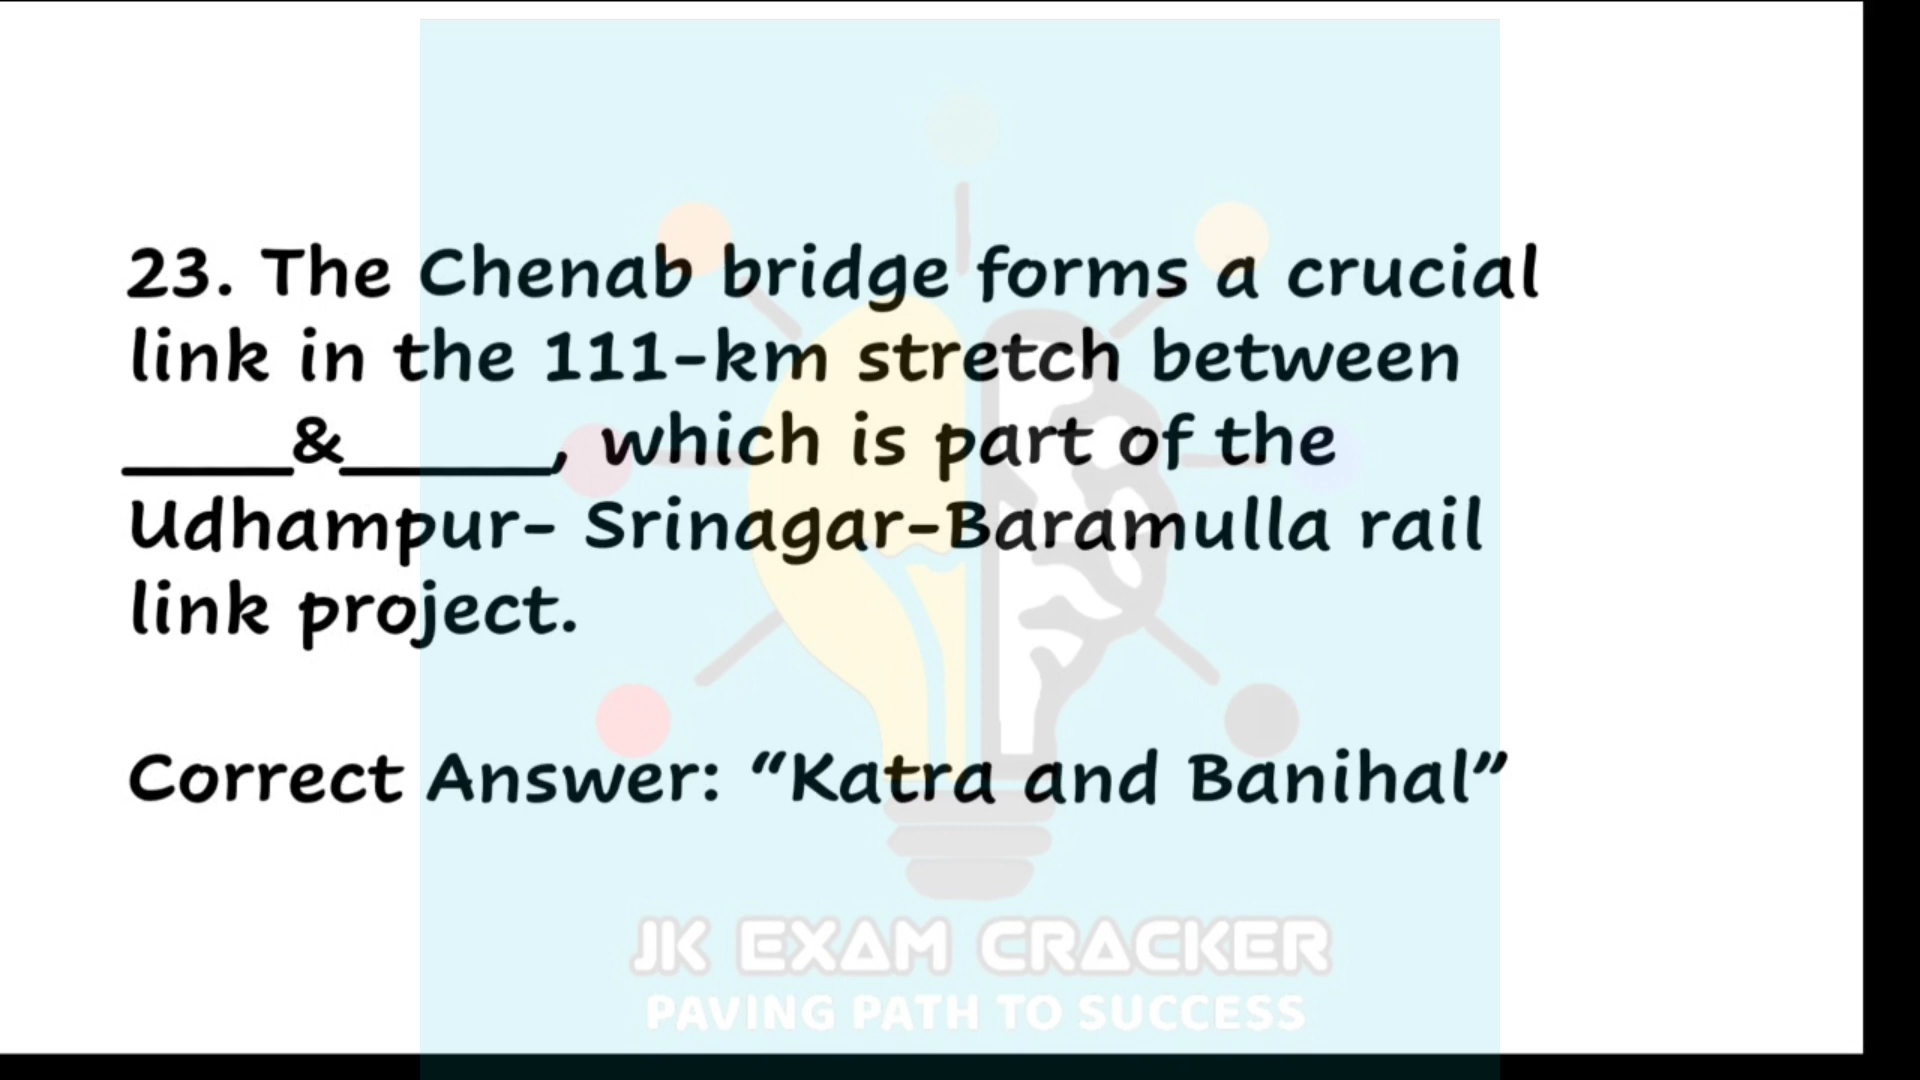 23. The Chenab bridge forms a crucial
link in the 111-km stretch between
____&_____, which is part of the
Udhampur- Srinagar-Baramulla rail
link project.
Correct Answer: “Katra and Banihal”
JK EXAM CRACKER
PAVING PATH TO SUCCESS